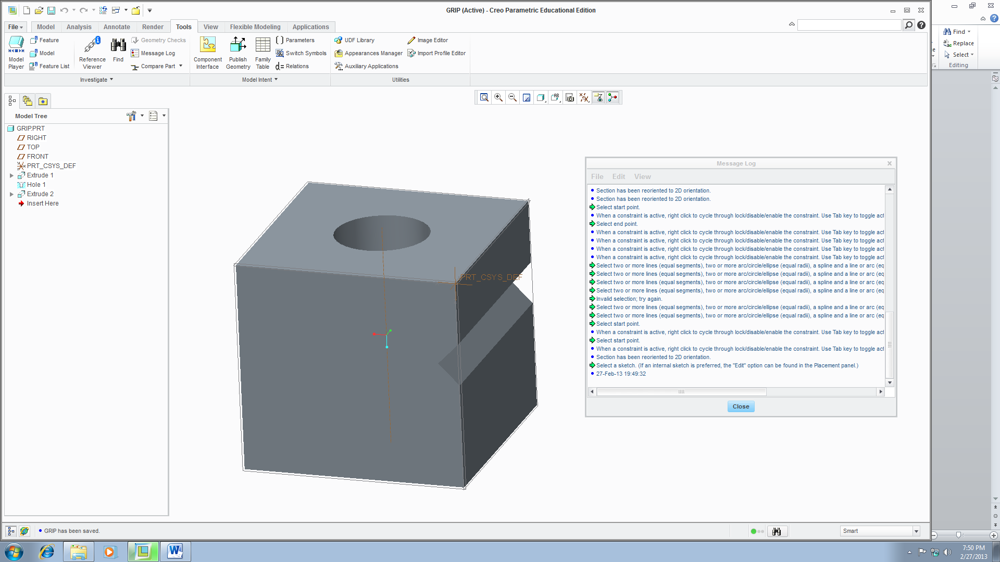 GRIP (Active) - Creo Parametric Educational Edition
File Model Analysis Annotate Render Tools View Flexible Modeling Applications
Model Player
Feature
Model
Feature List
Reference Viewer
Find
Geometry Checks
Message Log
Compare Part
Investigate
Component Interface
Publish Geometry
Family Table
Parameters
Switch Symbols
Relations
Model Intent
UDF Library
Appearances Manager
Auxiliary Applications
Image Editor
Import Profile Editor
Utilities
Find
Replace
Select
Editing
Model Tree
GRIP.PRT
RIGHT
TOP
FRONT
PRT_CSYS_DEF
Extrude 1
Hole 1
Extrude 2
Insert Here
PRT_CSYS_DEF
Message Log
File Edit View
Section has been reoriented to 2D orientation.
Section has been reoriented to 2D orientation.
Select start point.
When a constraint is active, right click to cycle through lock/disable/enable the constraint. Use Tab key to toggle act
Select end point.
When a constraint is active, right click to cycle through lock/disable/enable the constraint. Use Tab key to toggle act
When a constraint is active, right click to cycle through lock/disable/enable the constraint. Use Tab key to toggle act
When a constraint is active, right click to cycle through lock/disable/enable the constraint. Use Tab key to toggle act
When a constraint is active, right click to cycle through lock/disable/enable the constraint. Use Tab key to toggle act
Select two or more lines (equal segments), two or more arc/circle/ellipse (equal radii), a spline and a line or arc (eq
Select two or more lines (equal segments), two or more arc/circle/ellipse (equal radii), a spline and a line or arc (eq
Select two or more lines (equal segments), two or more arc/circle/ellipse (equal radii), a spline and a line or arc (eq
Select two or more lines (equal segments), two or more arc/circle/ellipse (equal radii), a spline and a line or arc (eq
Invalid selection; try again.
Select two or more lines (equal segments), two or more arc/circle/ellipse (equal radii), a spline and a line or arc (eq
Select two or more lines (equal segments), two or more arc/circle/ellipse (equal radii), a spline and a line or arc (eq
Select start point.
When a constraint is active, right click to cycle through lock/disable/enable the constraint. Use Tab key to toggle act
Select start point.
When a constraint is active, right click to cycle through lock/disable/enable the constraint. Use Tab key to toggle act
Section has been reoriented to 2D orientation.
Select a sketch. (If an internal sketch is preferred, the "Edit" option can be found in the Placement panel.)
27-Feb-13 19:49:32
Close
GRIP has been saved.
Smart
7:50 PM
2/27/2013